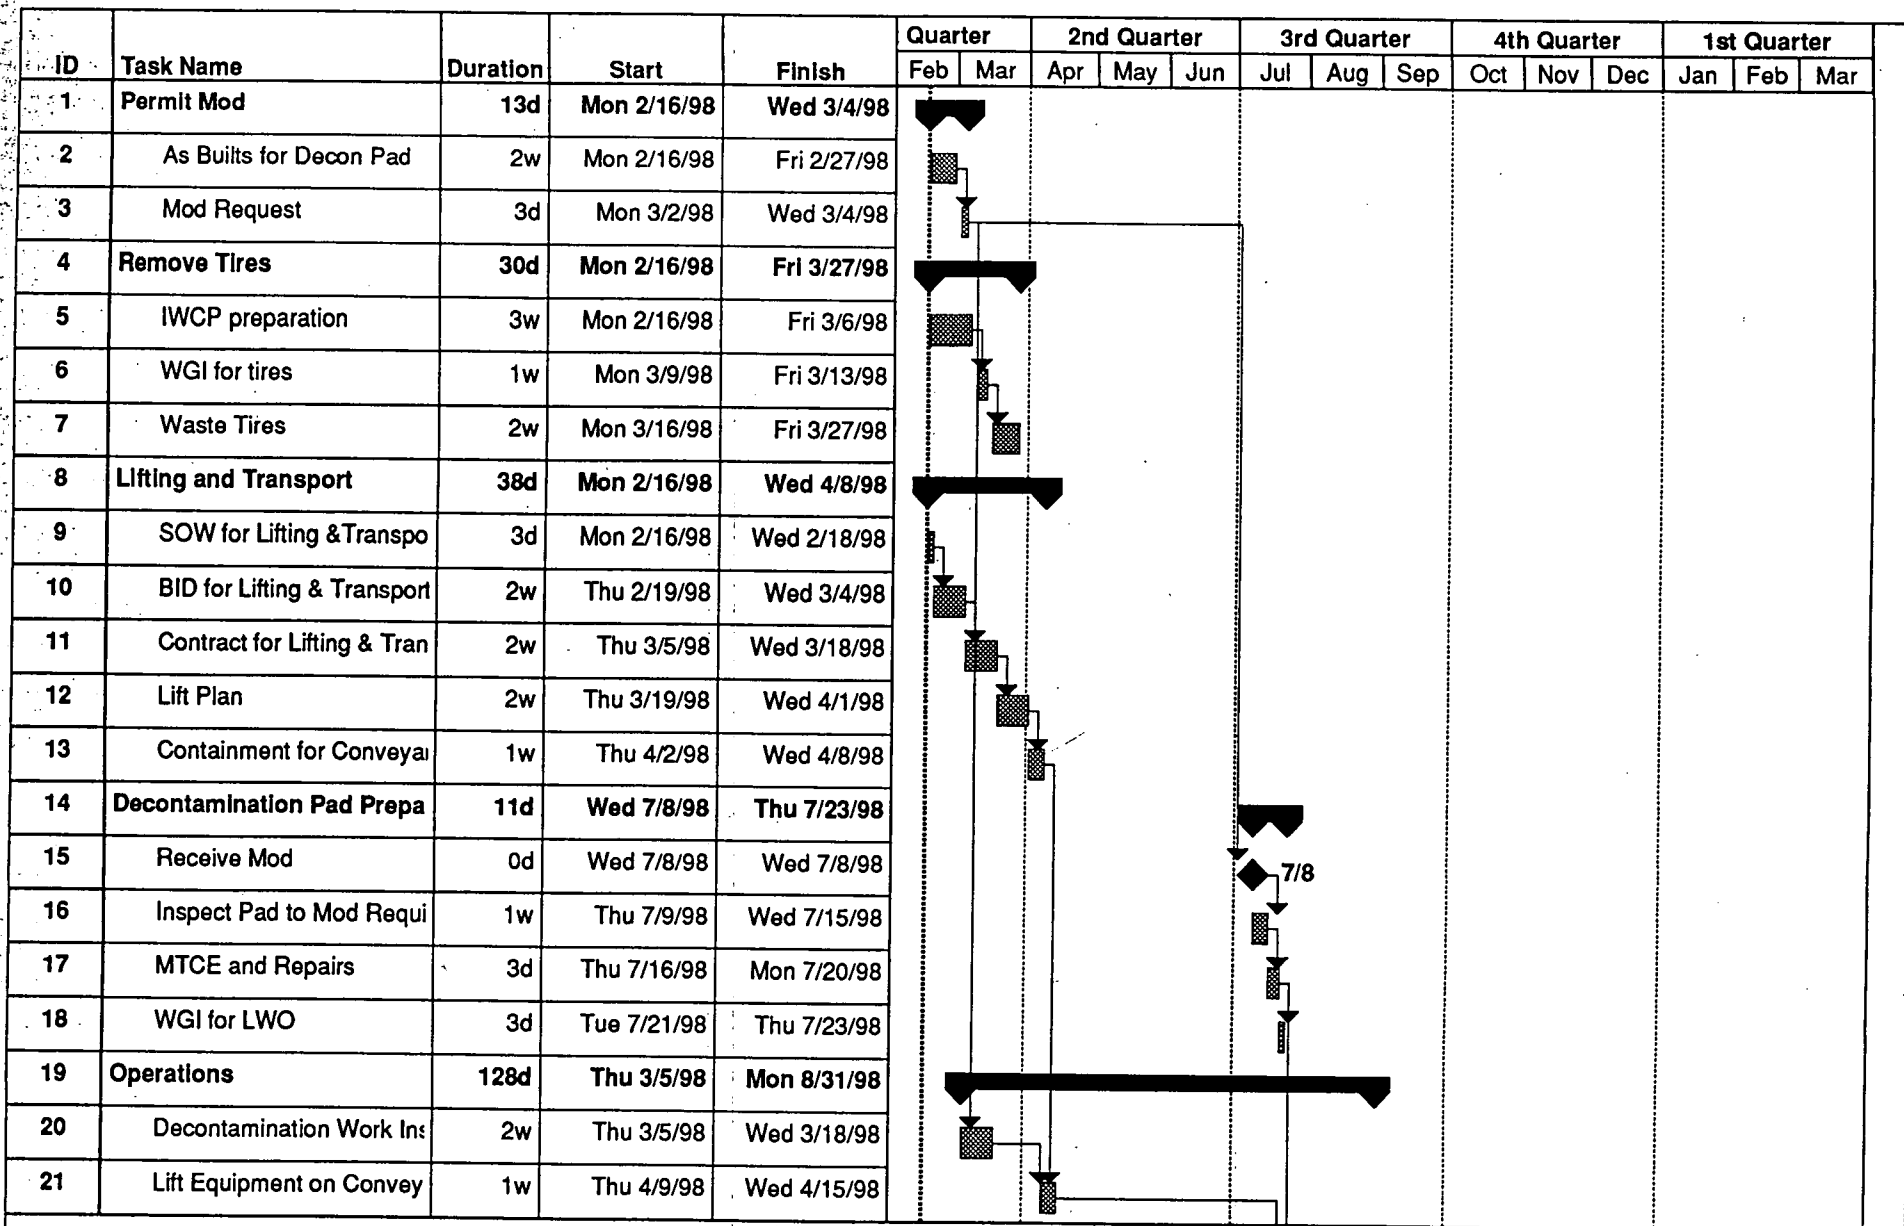 Quarter 2nd Quarter 3rd Quarter 4th Quarter 1st Quarter
ID Task Name Duration Start Finish Feb Mar Apr May Jun Jul Aug Sep Oct Nov Dec Jan Feb Mar
1 Permit Mod 13d Mon 2/16/98 Wed 3/4/98
2 As Builts for Decon Pad 2w Mon 2/16/98 Fri 2/27/98
3 Mod Request 3d Mon 3/2/98 Wed 3/4/98
4 Remove Tires 30d Mon 2/16/98 Fri 3/27/98
5 IWCP preparation 3w Mon 2/16/98 Fri 3/6/98
6 WGI for tires 1w Mon 3/9/98 Fri 3/13/98
7 Waste Tires 2w Mon 3/16/98 Fri 3/27/98
8 Lifting and Transport 38d Mon 2/16/98 Wed 4/8/98
9 SOW for Lifting &Transpo 3d Mon 2/16/98 Wed 2/18/98
10 BID for Lifting & Transport 2w Thu 2/19/98 Wed 3/4/98
11 Contract for Lifting & Tran 2w Thu 3/5/98 Wed 3/18/98
12 Lift Plan 2w Thu 3/19/98 Wed 4/1/98
13 Containment for Conveyar 1w Thu 4/2/98 Wed 4/8/98
14 Decontamination Pad Prepa 11d Wed 7/8/98 Thu 7/23/98
15 Receive Mod 0d Wed 7/8/98 Wed 7/8/98 7/8
16 Inspect Pad to Mod Requi 1w Thu 7/9/98 Wed 7/15/98
17 MTCE and Repairs 3d Thu 7/16/98 Mon 7/20/98
18 WGI for LWO 3d Tue 7/21/98 Thu 7/23/98
19 Operations 128d Thu 3/5/98 Mon 8/31/98
20 Decontamination Work Ins 2w Thu 3/5/98 Wed 3/18/98
21 Lift Equipment on Convey 1w Thu 4/9/98 Wed 4/15/98